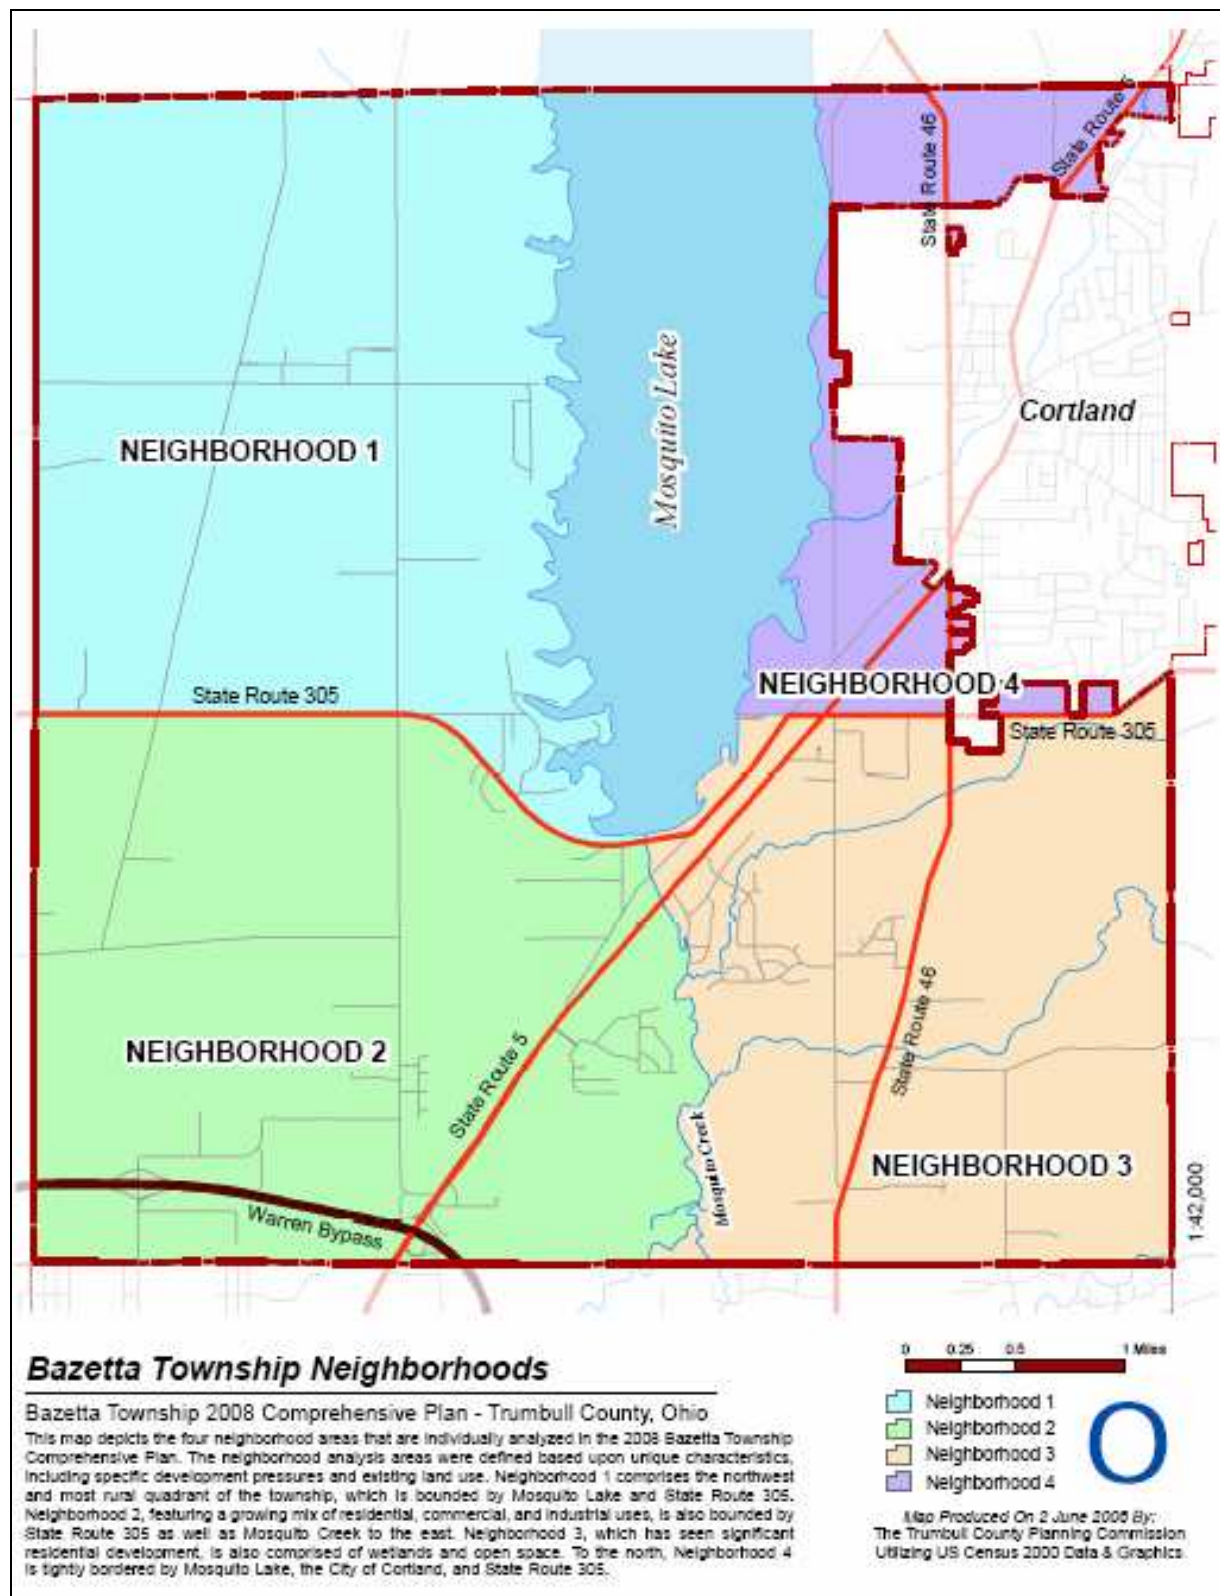 State Route 46
State Route 5
Mosquito Lake
Cortland
NEIGHBORHOOD 1
State Route 305
NEIGHBORHOOD 4
State Route 305
NEIGHBORHOOD 2
State Route 5
State Route 46
Mosquito Creek
NEIGHBORHOOD 3
Warren Bypass
1:42,000
Bazetta Township Neighborhoods
0 0.25 0.5 1 Miles
Bazetta Township 2008 Comprehensive Plan - Trumbull County, Ohio
This map depicts the four neighborhood areas that are individually analyzed in the 2008 Bazetta Township
Comprehensive Plan. The neighborhood analysis areas were defined based upon unique characteristics,
including specific development pressures and existing land use. Neighborhood 1 comprises the northwest
and most rural quadrant of the township, which is bounded by Mosquito Lake and State Route 305.
Neighborhood 2, featuring a growing mix of residential, commercial, and industrial uses, is also bounded by
State Route 305 as well as Mosquito Creek to the east. Neighborhood 3, which has seen significant
residential development, is also comprised of wetlands and open space. To the north, Neighborhood 4
is tightly bordered by Mosquito Lake, the City of Cortland, and State Route 305.
Neighborhood 1
Neighborhood 2
Neighborhood 3
Neighborhood 4
O
Map Produced On 2 June 2008 By:
The Trumbull County Planning Commission
Utilizing US Census 2000 Data & Graphics